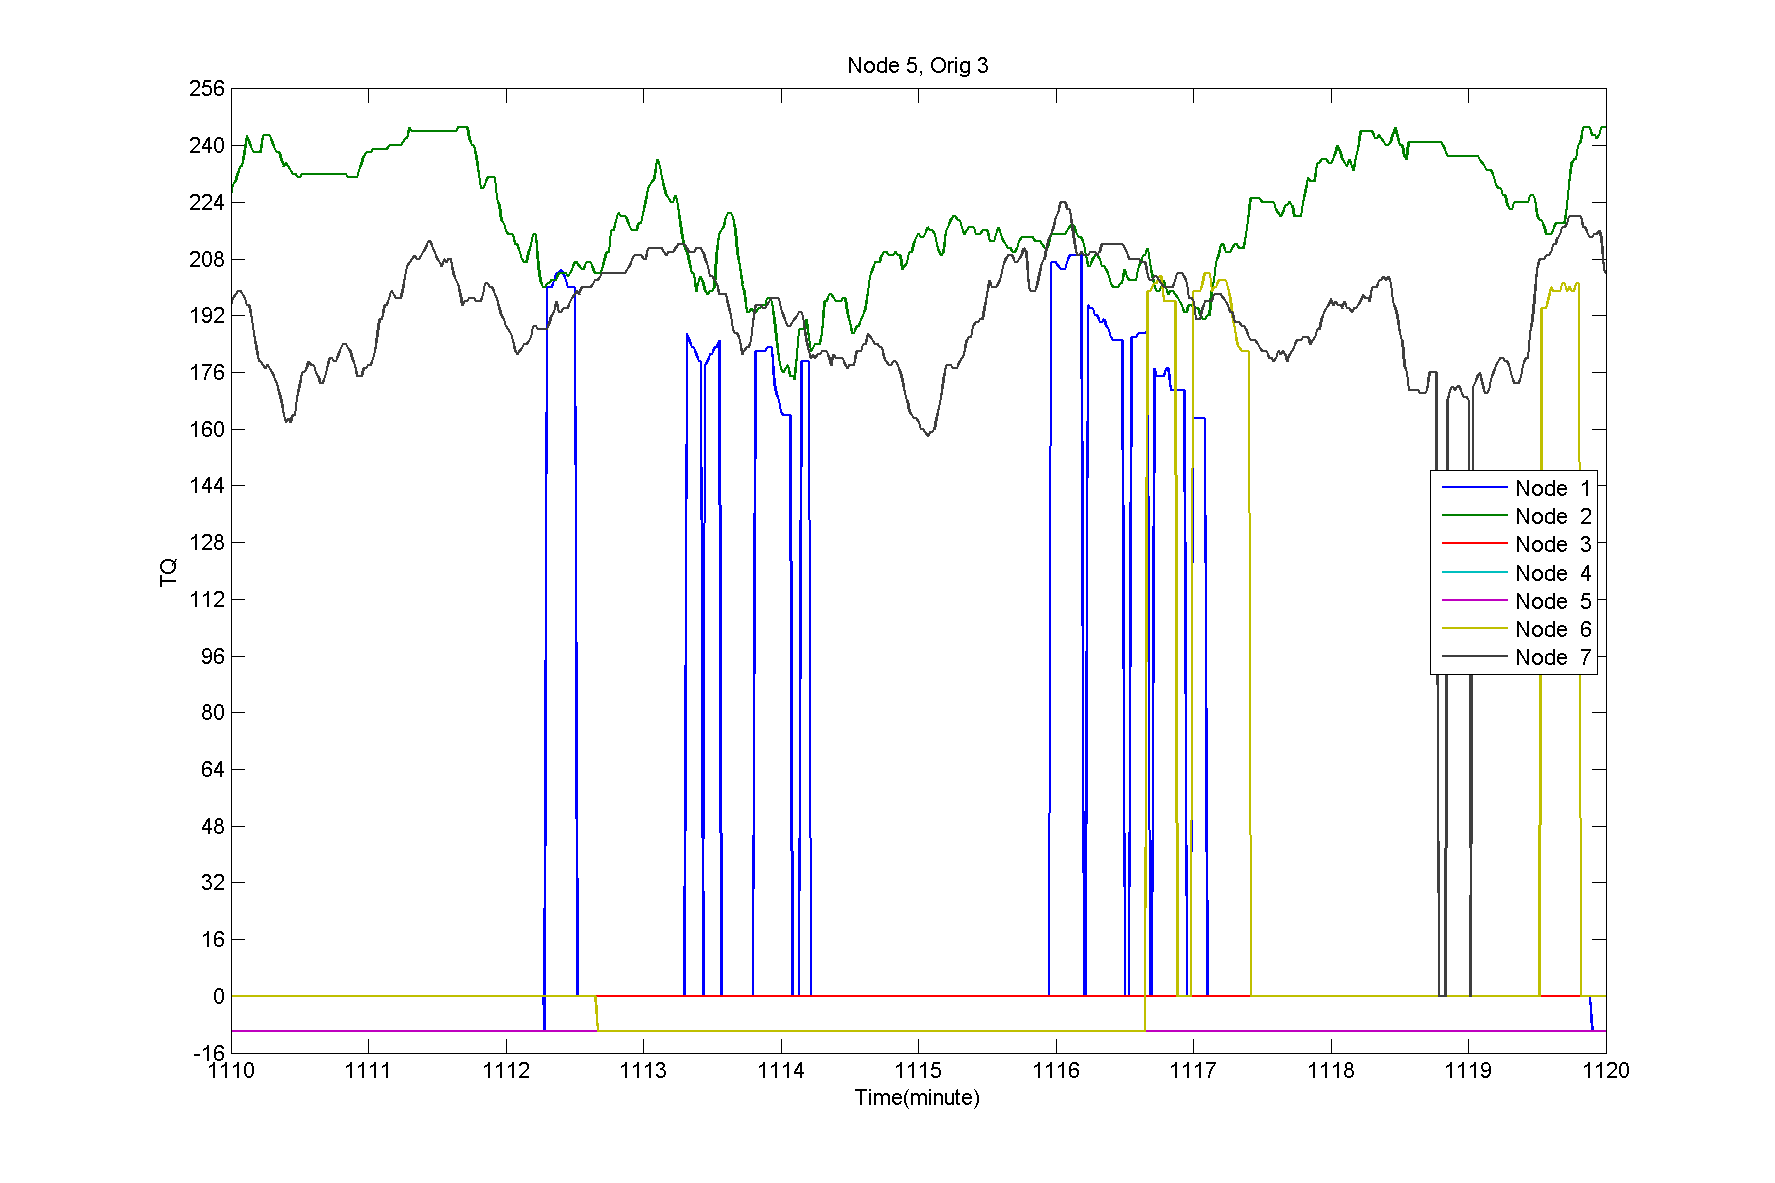 Node 5, Orig 3
256
240
224
208
192
176
160
144
128
112
96
80
64
48
32
16
0
-16
TQ
Node 1
Node 2
Node 3
Node 4
Node 5
Node 6
Node 7
1110 1111 1112 1113 1114 1115 1116 1117 1118 1119 1120
Time(minute)